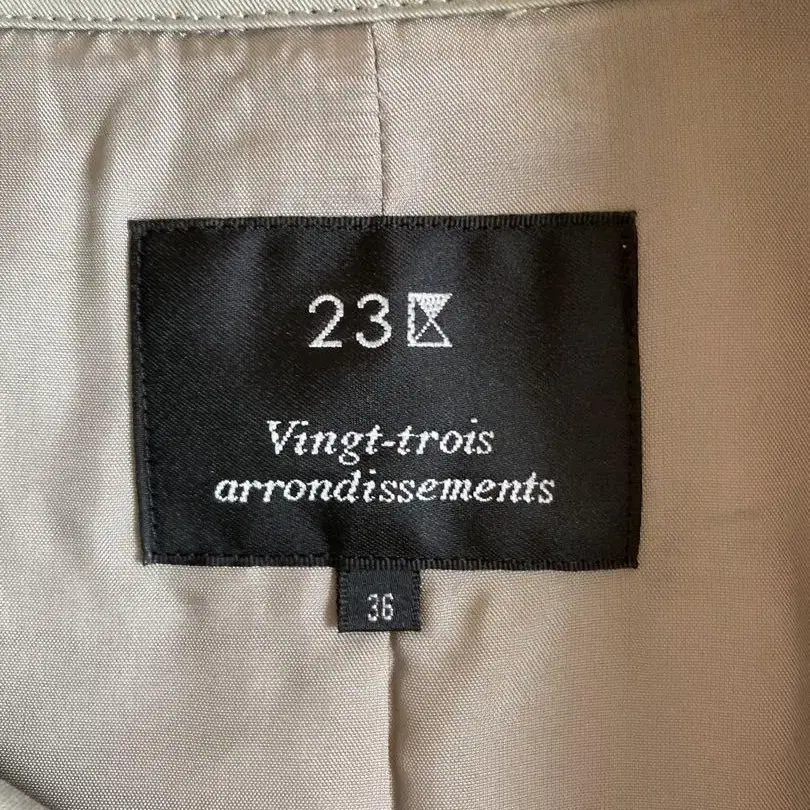 23区
Vingt-trois
arrondissements
36